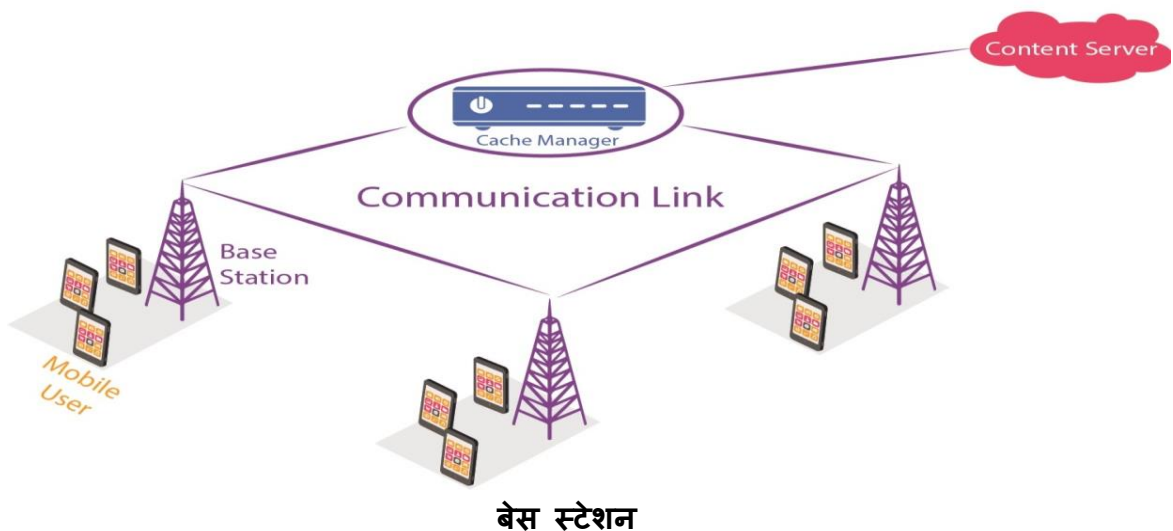 Content Server
Cache Manager
Communication Link
Base
Station
Mobile
User
बेस स्टेशन